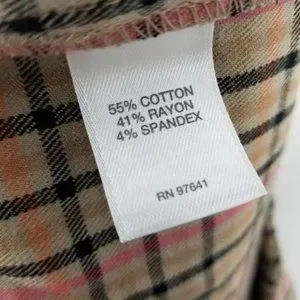 55% COTTON
41% RAYON
4% SPANDEX
RN 97641